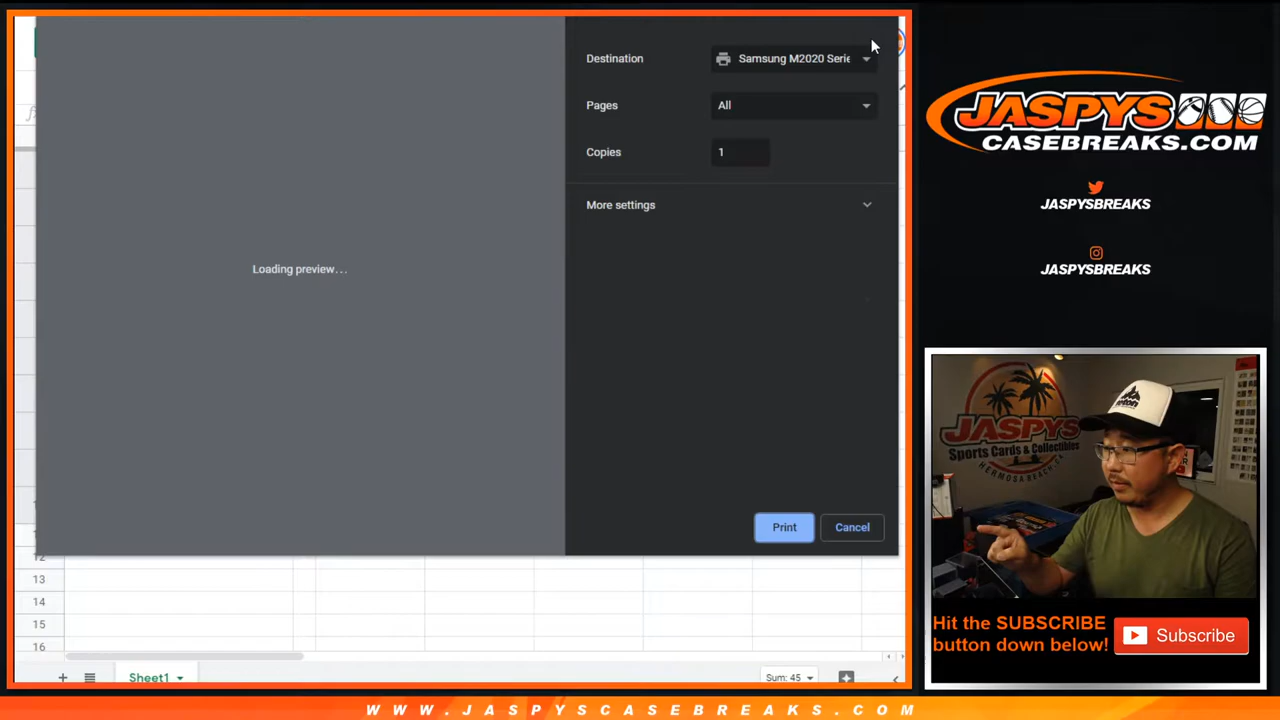 Destination
Samsung M2020 Serie
Pages
All
Copies
1
More settings
Loading preview...
Print
Cancel
12
13
14
15
16
Sheet1
Sum: 45
JASPYS
CASEBREAKS.COM
JASPYSBREAKS
JASPYSBREAKS
JASPYS
Sports Cards & Collectibles
HERMOSA BEACH, CA
Hit the SUBSCRIBE
button down below!
Subscribe
WWW.JASPYSCASEBREAKS.COM